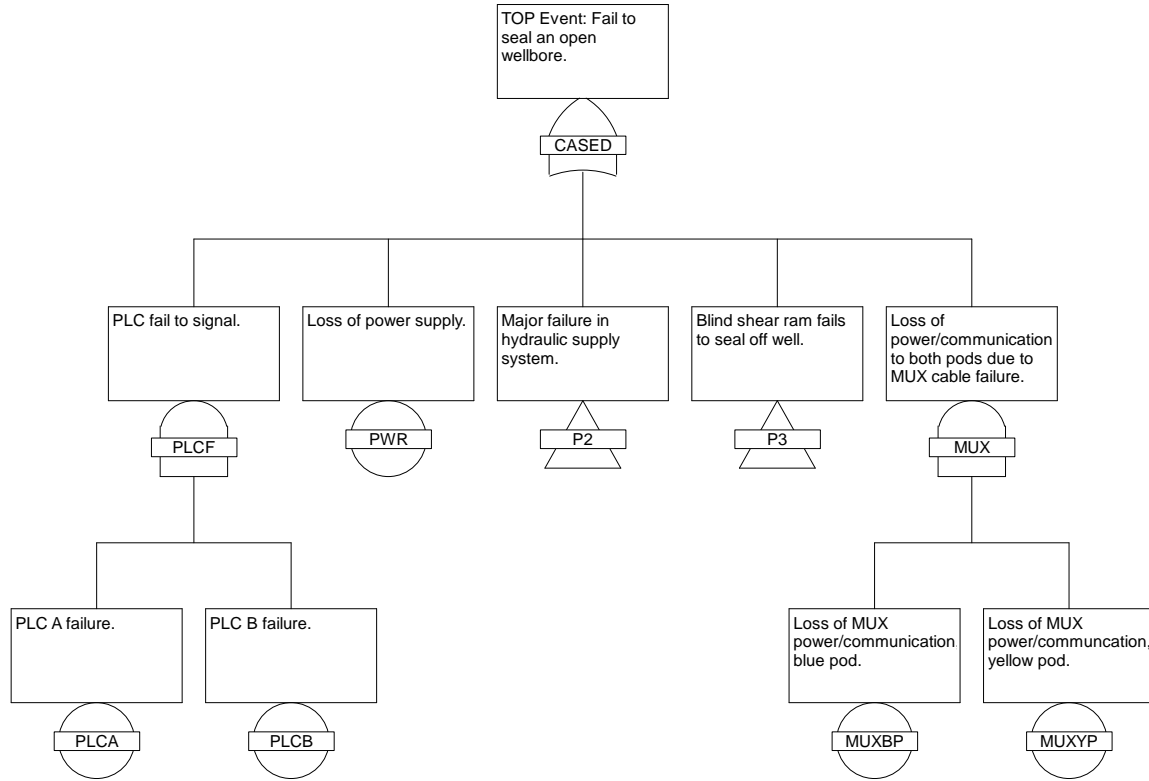 TOP Event: Fail to
seal an open
wellbore.
CASED
PLC fail to signal.
Loss of power supply.
Major failure in
hydraulic supply
system.
Blind shear ram fails
to seal off well.
Loss of
power/communication
to both pods due to
MUX cable failure.
PLCF
PWR
P2
P3
MUX
PLC A failure.
PLC B failure.
Loss of MUX
power/communication
blue pod.
Loss of MUX
power/communcation,
yellow pod.
PLCA
PLCB
MUXBP
MUXYP